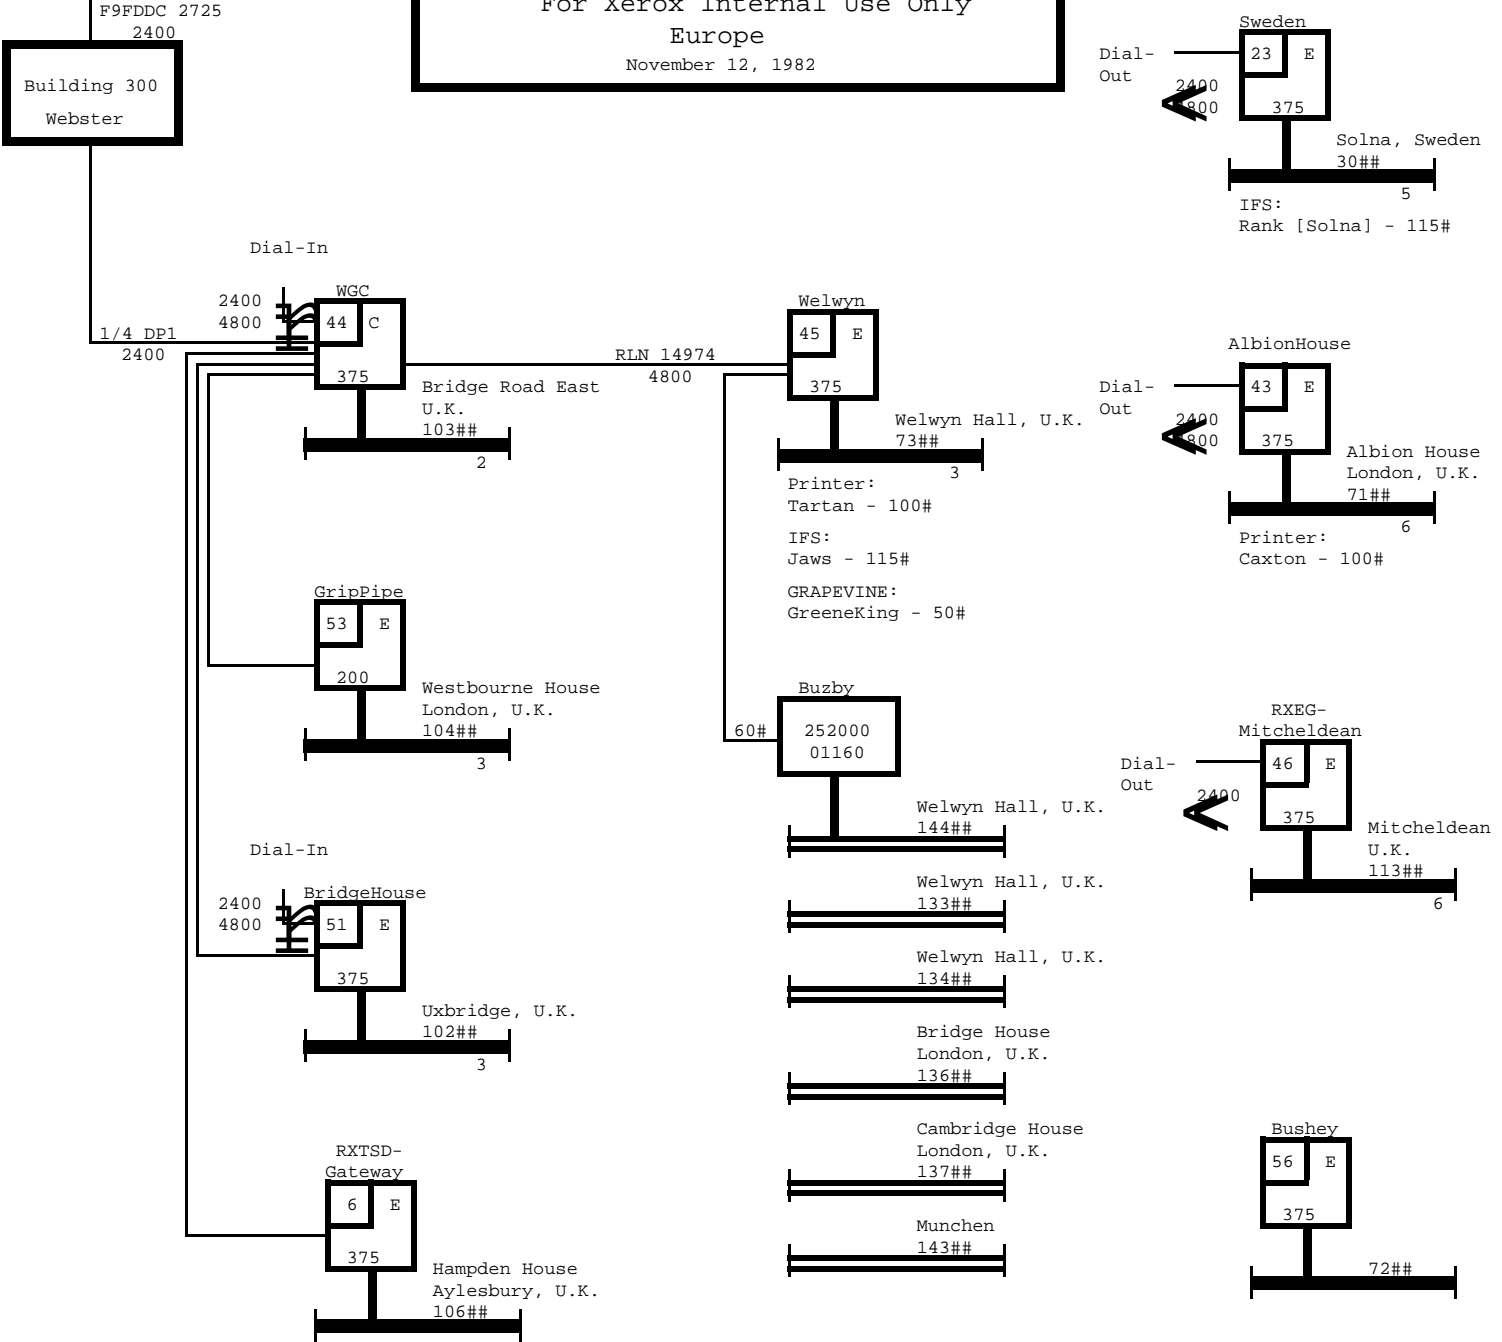 F9FDDC 2725
2400
Building 300
Webster
For Xerox Internal Use Only
Europe
November 12, 1982
Sweden
23 E
375
Dial-
Out
2400
4800
Solna, Sweden
30##
5
IFS:
Rank [Solna] - 115#
Dial-In
2400
4800
1/4 DP1
2400
WGC
44 C
375
Bridge Road East
U.K.
103##
2
RLN 14974
4800
Welwyn
45 E
375
Welwyn Hall, U.K.
73##
3
Printer:
Tartan - 100#
IFS:
Jaws - 115#
GRAPEVINE:
GreeneKing - 50#
AlbionHouse
43 E
375
Dial-
Out
2400
4800
Albion House
London, U.K.
71##
6
Printer:
Caxton - 100#
GripPipe
53 E
200
Westbourne House
London, U.K.
104##
3
Buzby
60#
252000
01160
Welwyn Hall, U.K.
144##
Welwyn Hall, U.K.
133##
Welwyn Hall, U.K.
134##
Bridge House
London, U.K.
136##
Cambridge House
London, U.K.
137##
Munchen
143##
RXEG-
Mitcheldean
46 E
375
Dial-
Out
2400
Mitcheldean
U.K.
113##
6
Dial-In
2400
4800
BridgeHouse
51 E
375
Uxbridge, U.K.
102##
3
RXTSD-
Gateway
6 E
375
Hampden House
Aylesbury, U.K.
106##
Bushey
56 E
375
72##